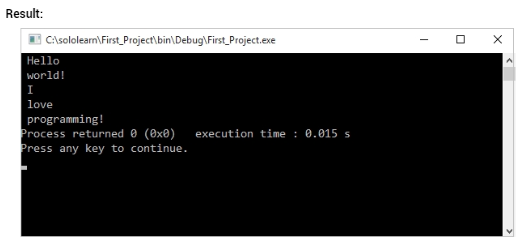 Result:
C:\sololearn\First_Project\bin\Debug\First_Project.exe
Hello
world!
I
love
programming!
Process returned 0 (0x0)   execution time : 0.015 s
Press any key to continue.